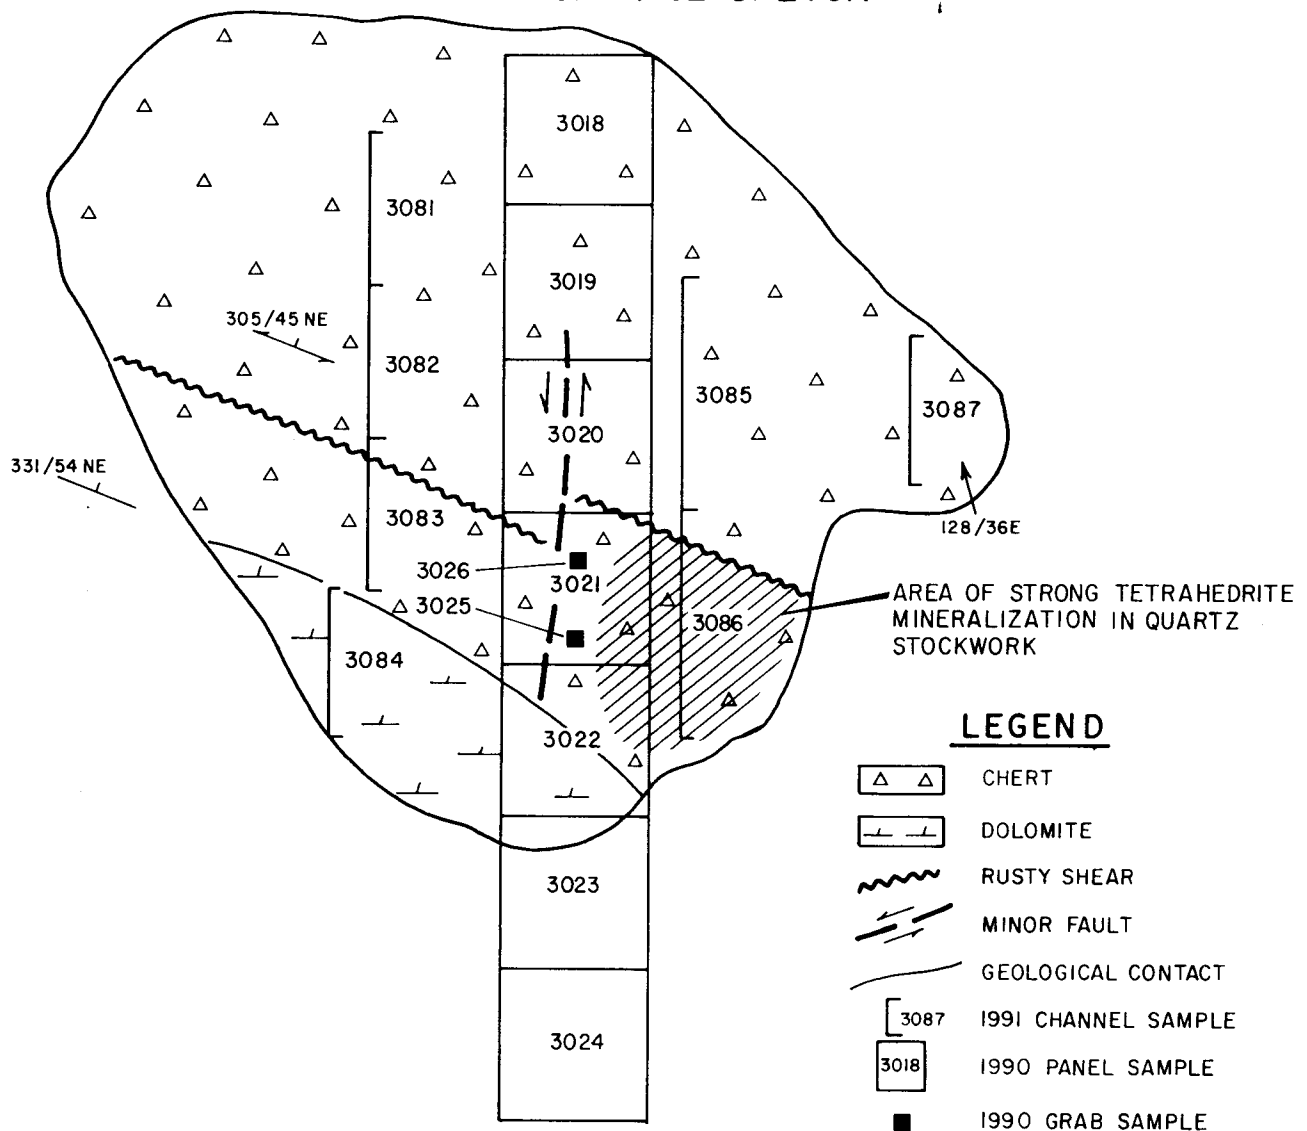 3018
3081
3019
305/45 NE
3082
3085
3087
3020
331/54 NE
3083
128/36E
3026
3021
3025
3086
AREA OF STRONG TETRAHEDRITE
MINERALIZATION IN QUARTZ
STOCKWORK
3084
3022
3023
3024
LEGEND
CHERT
DOLOMITE
RUSTY SHEAR
MINOR FAULT
GEOLOGICAL CONTACT
3087 1991 CHANNEL SAMPLE
3018 1990 PANEL SAMPLE
1990 GRAB SAMPLE